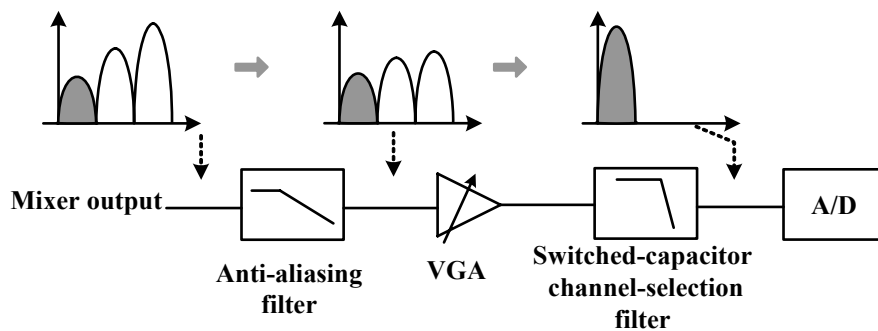 Mixer output
Anti-aliasing
filter
VGA
Switched-capacitor
channel-selection
filter
A/D